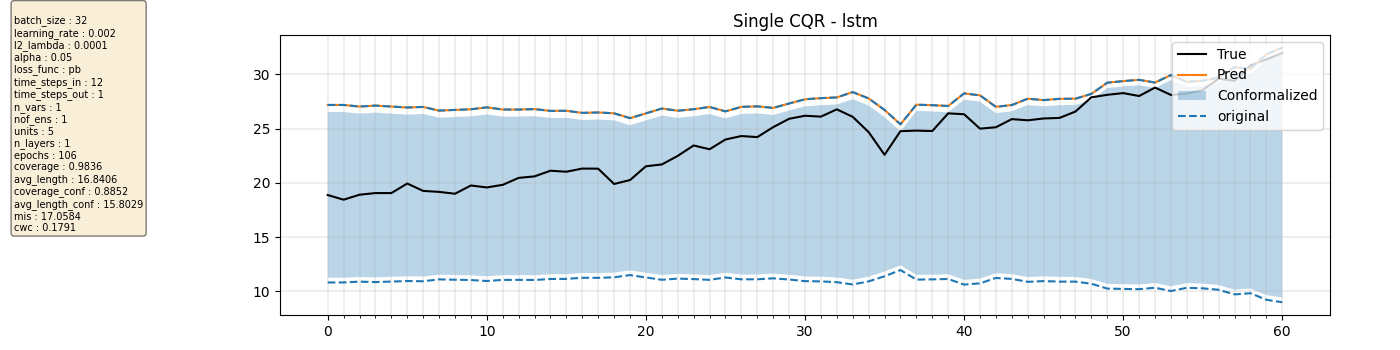 batch_size : 32
learning_rate : 0.002
l2_lambda : 0.0001
alpha : 0.05
loss_func : pb
time_steps_in : 12
time_steps_out : 1
n_vars : 1
nof_ens : 1
units : 5
n_layers : 1
epochs : 106
coverage : 0.9836
avg_length : 16.8406
coverage_conf : 0.8852
avg_length_conf : 15.8029
mis : 17.0584
cwc : 0.1791
Single CQR - lstm
True
Pred
Conformalized
original
30
25
20
15
10
0 10 20 30 40 50 60